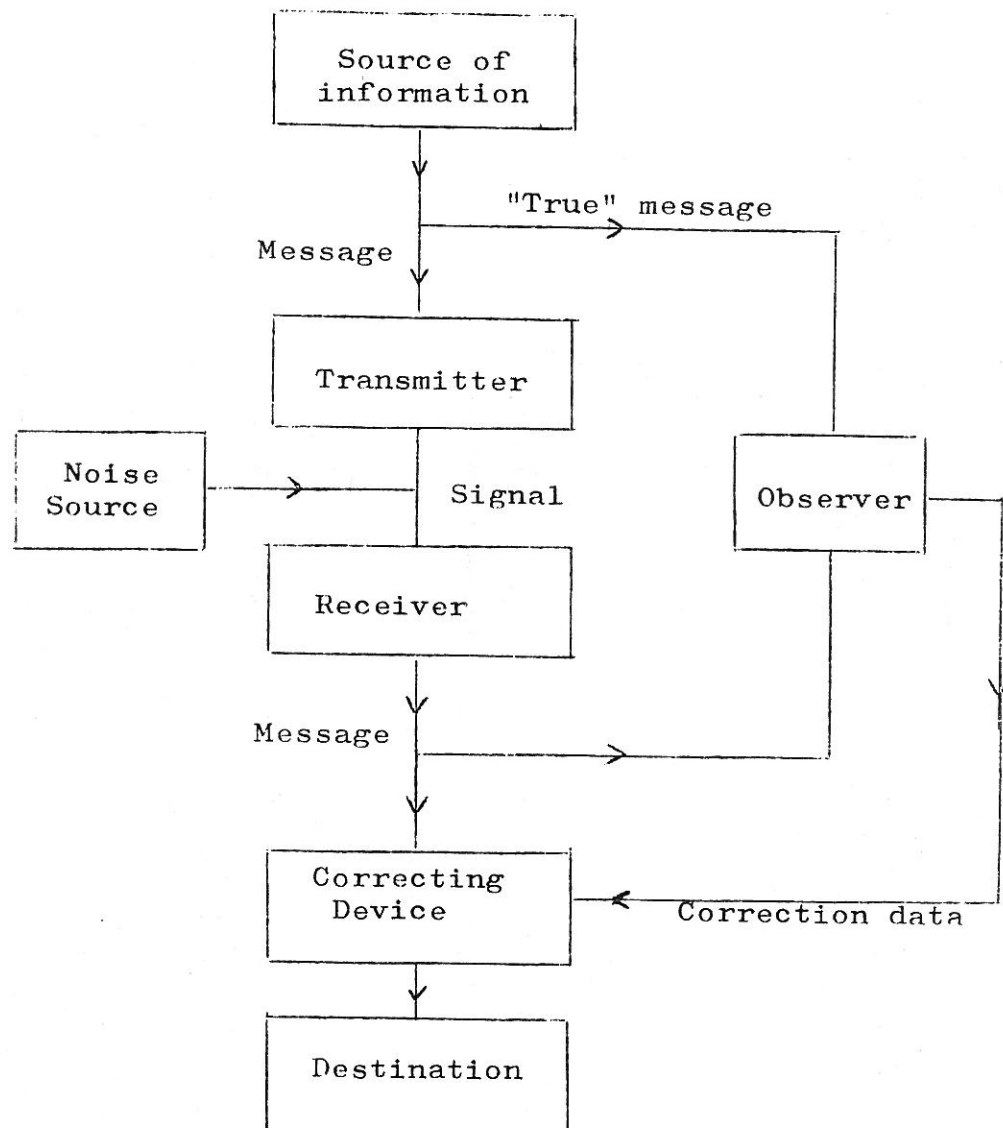 Source of
information
"True" message
Message
Transmitter
Noise
Source
Signal
Observer
Receiver
Message
Correcting
Device
Correction data
Destination